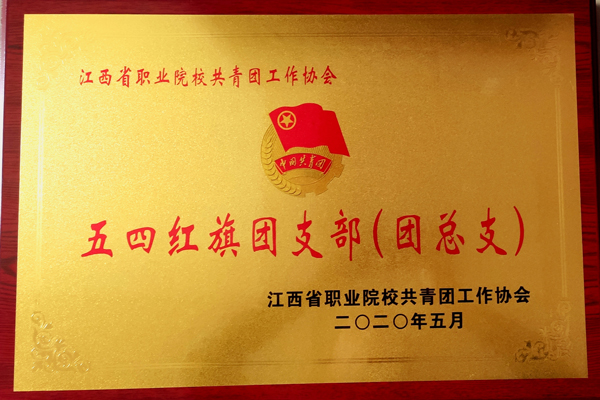 江西省职业院校共青团工作协会
中国共青团
五四红旗团支部（团总支）
江西省职业院校共青团工作协会
二〇二〇年五月